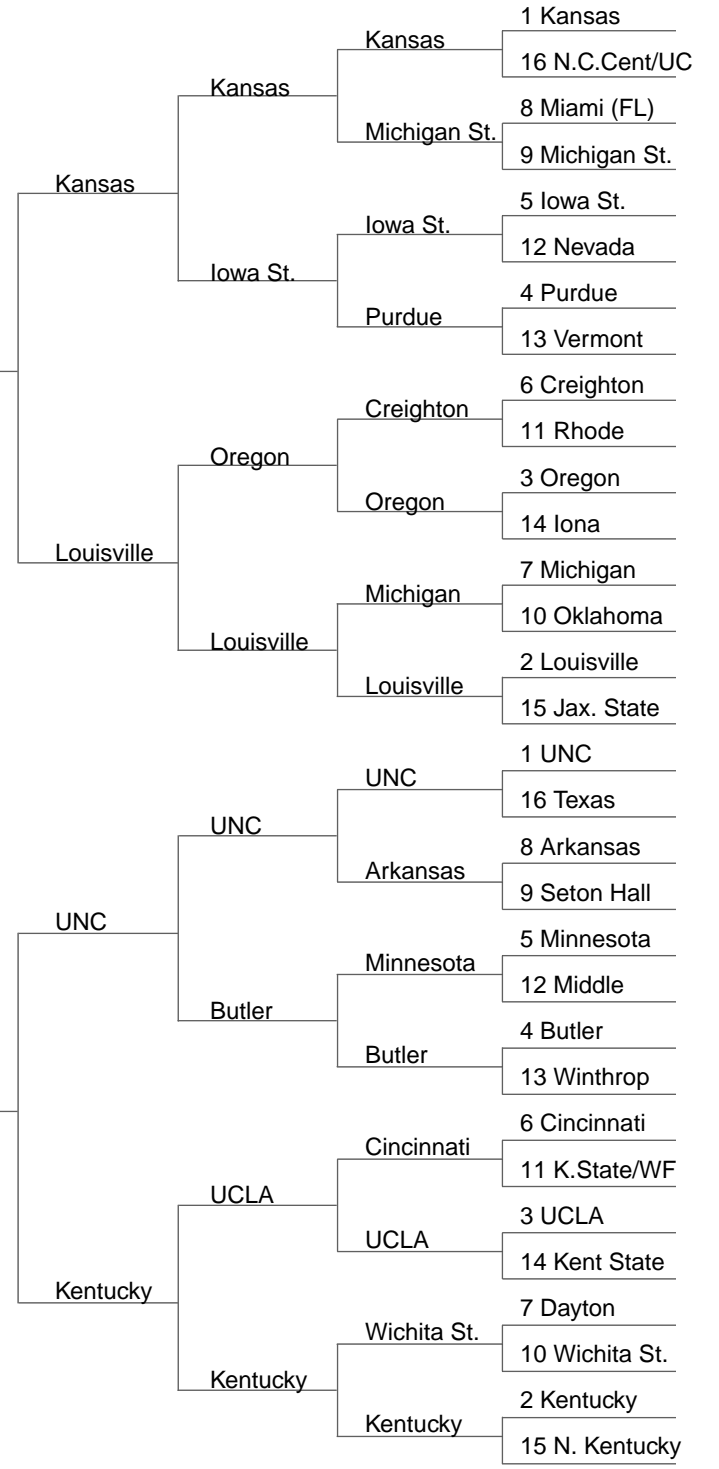 1 Kansas
Kansas
16 N.C.Cent/UC
Kansas
8 Miami (FL)
Michigan St.
9 Michigan St.
Kansas
5 Iowa St.
Iowa St.
12 Nevada
Iowa St.
4 Purdue
Purdue
13 Vermont
6 Creighton
Creighton
11 Rhode
Oregon
3 Oregon
Oregon
14 Iona
Louisville
7 Michigan
Michigan
10 Oklahoma
Louisville
2 Louisville
Louisville
15 Jax. State
1 UNC
UNC
16 Texas
UNC
8 Arkansas
Arkansas
9 Seton Hall
UNC
5 Minnesota
Minnesota
12 Middle
Butler
4 Butler
Butler
13 Winthrop
6 Cincinnati
Cincinnati
11 K.State/WF
UCLA
3 UCLA
UCLA
14 Kent State
Kentucky
7 Dayton
Wichita St.
10 Wichita St.
Kentucky
2 Kentucky
Kentucky
15 N. Kentucky